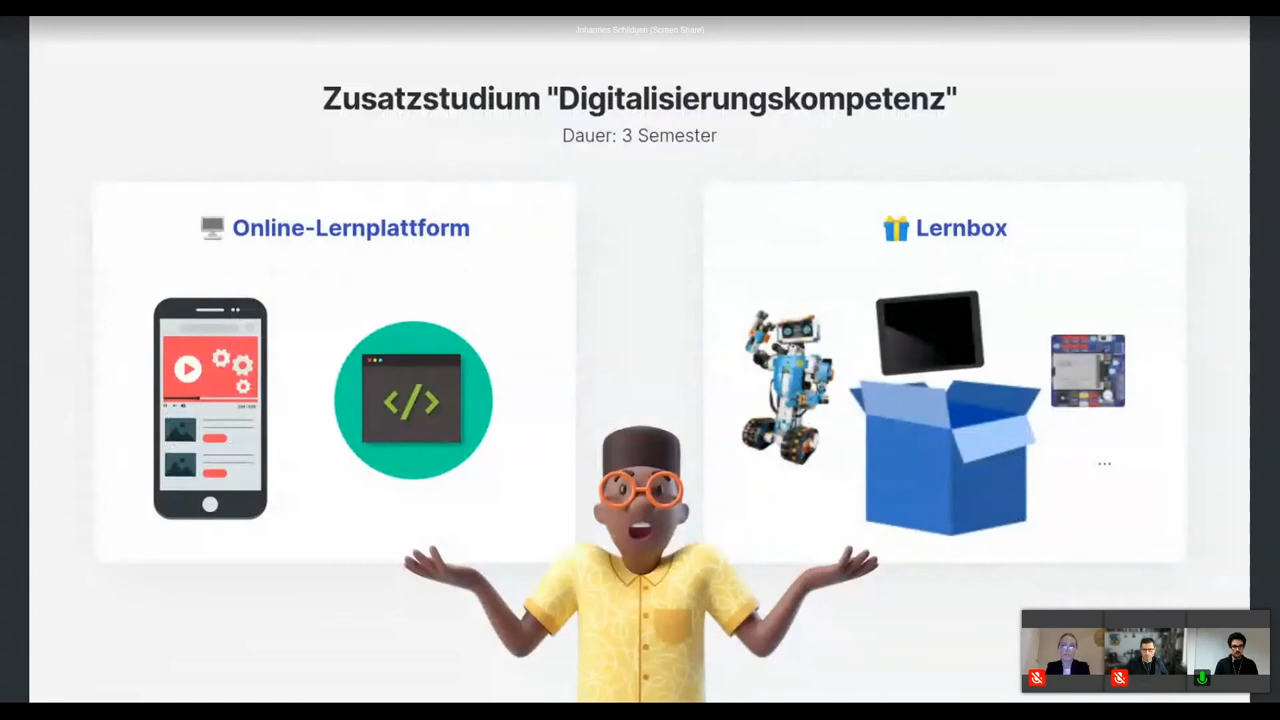 Johannes Schildgen (Screen Share)
Zusatzstudium "Digitalisierungskompetenz"
Dauer: 3 Semester
Online-Lernplattform
Lernbox
</>
...